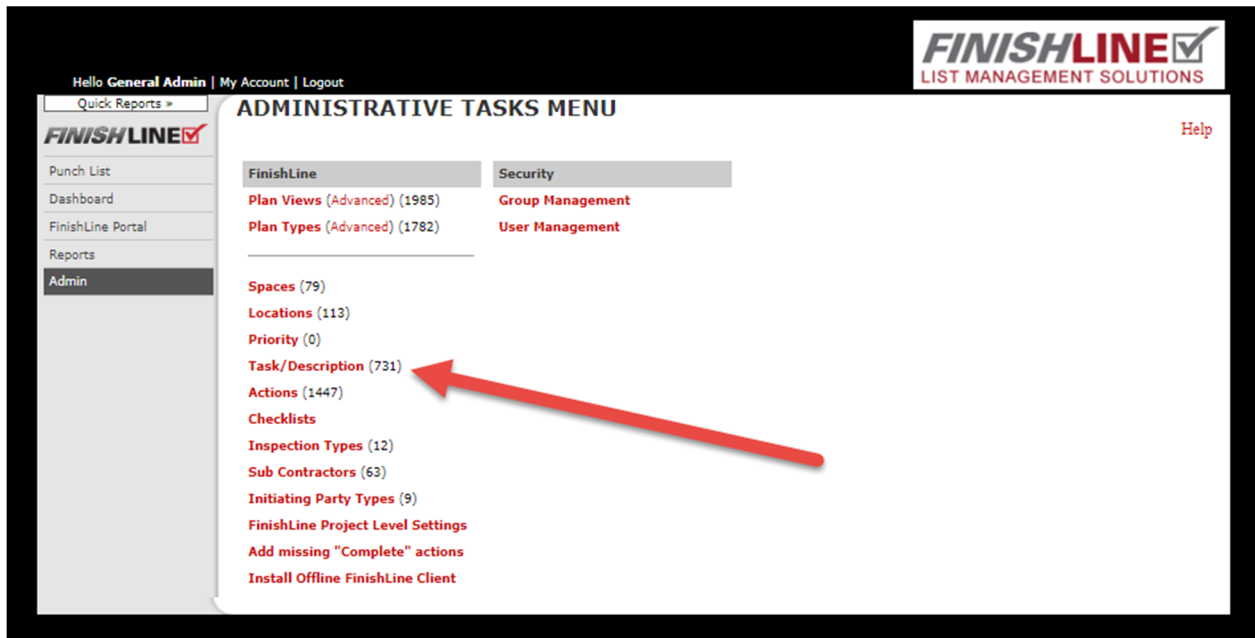 FINISHLINE
LIST MANAGEMENT SOLUTIONS
Hello General Admin | My Account | Logout
Quick Reports »
FINISHLINE
Punch List
Dashboard
FinishLine Portal
Reports
Admin
ADMINISTRATIVE TASKS MENU
Help
FinishLine
Plan Views (Advanced) (1985)
Plan Types (Advanced) (1782)
Spaces (79)
Locations (113)
Priority (0)
Task/Description (731)
Actions (1447)
Checklists
Inspection Types (12)
Sub Contractors (63)
Initiating Party Types (9)
FinishLine Project Level Settings
Add missing "Complete" actions
Install Offline FinishLine Client
Security
Group Management
User Management